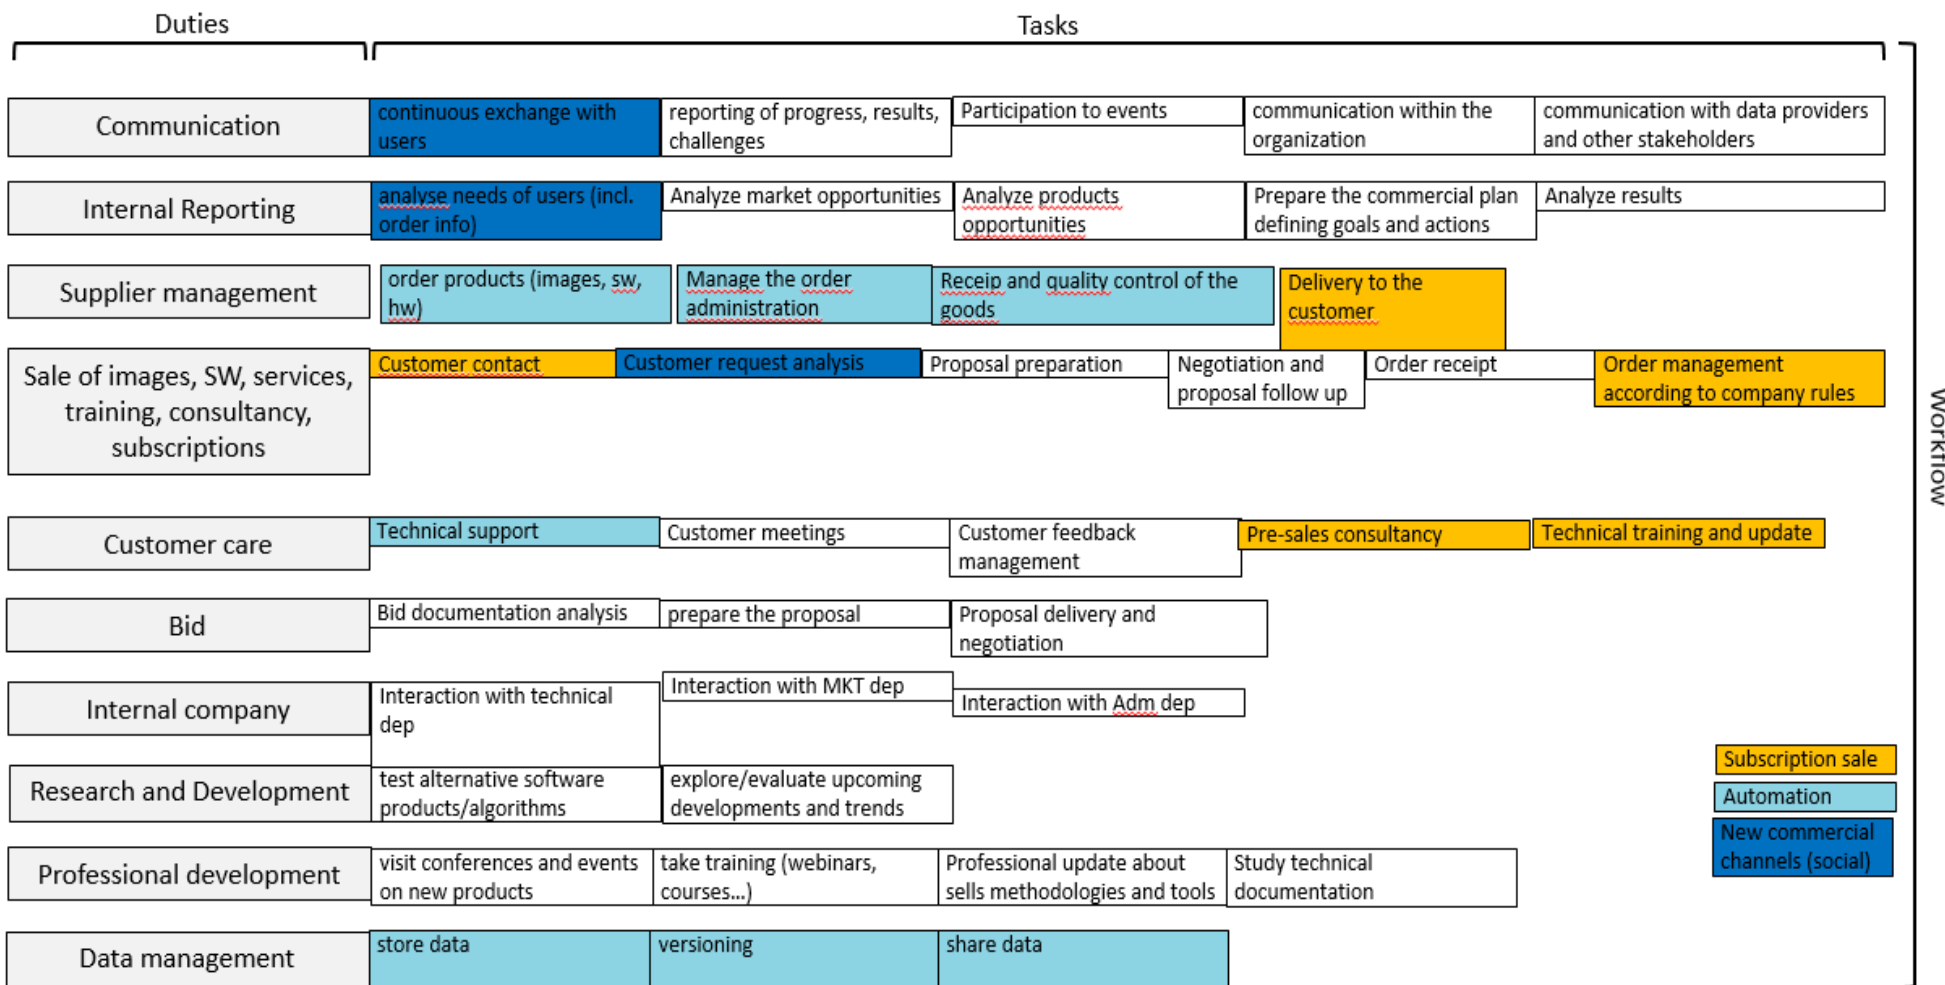 Duties
Tasks
Communication
continuous exchange with
users
reporting of progress, results,
challenges
Participation to events
communication within the
organization
communication with data providers
and other stakeholders
Internal Reporting
analyse needs of users (incl.
order info)
Analyze market opportunities
Analyze products
opportunities
Prepare the commercial plan
defining goals and actions
Analyze results
Supplier management
order products (images, sw,
hw)
Manage the order
administration
Receip and quality control of the
goods
Delivery to the
customer
Sale of images, SW, services,
training, consultancy,
subscriptions
Customer contact
Customer request analysis
Proposal preparation
Negotiation and
proposal follow up
Order receipt
Order management
according to company rules
Workflow
Customer care
Technical support
Customer meetings
Customer feedback
management
Pre-sales consultancy
Technical training and update
Bid
Bid documentation analysis
prepare the proposal
Proposal delivery and
negotiation
Internal company
Interaction with technical
dep
Interaction with MKT dep
Interaction with Adm dep
Research and Development
test alternative software
products/algorithms
explore/evaluate upcoming
developments and trends
Subscription sale
Automation
New commercial
channels (social)
Professional development
visit conferences and events
on new products
take training (webinars,
courses...)
Professional update about
sells methodologies and tools
Study technical
documentation
Data management
store data
versioning
share data